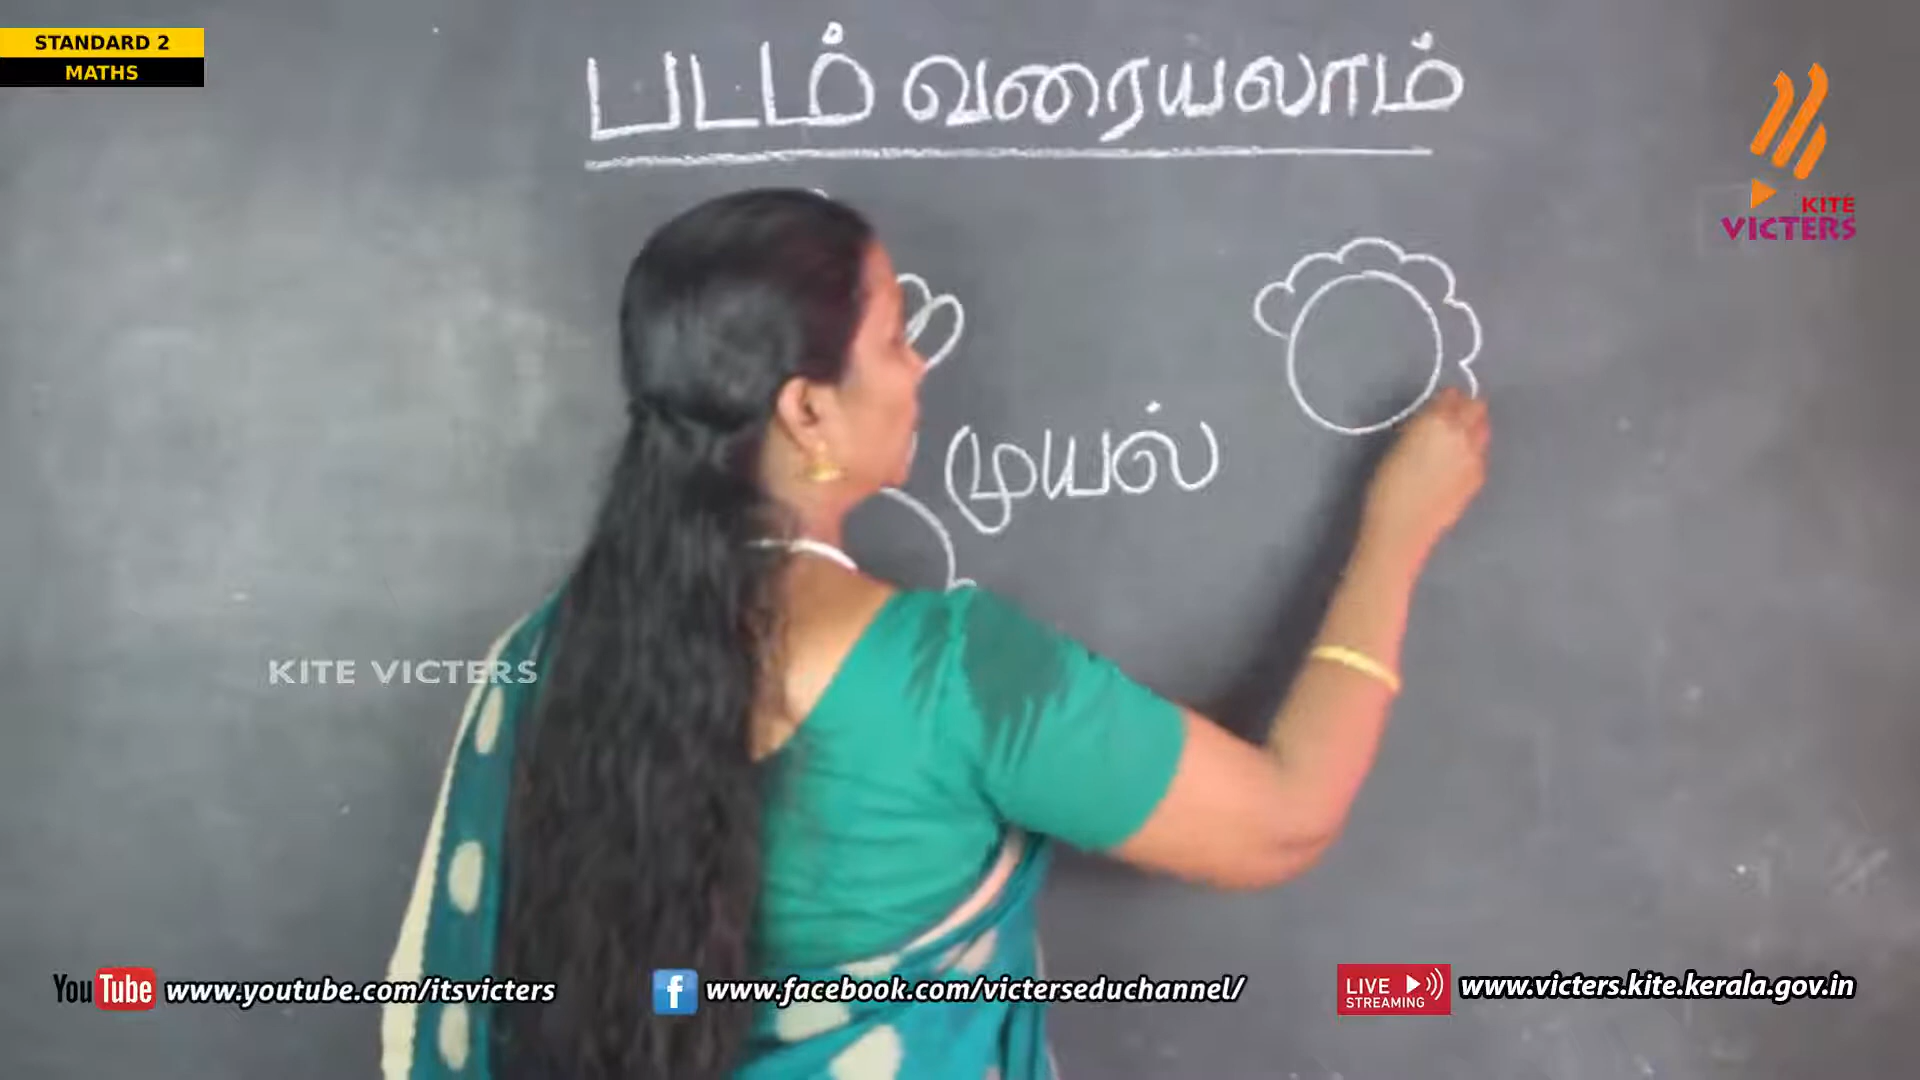 STANDARD 2
MATHS
படம் வரையலாம்
KITE
VICTERS
முயல்
KITE VICTERS
YouTube www.youtube.com/itsvicters
f www.facebook.com/victerseduchannel/
LIVE STREAMING www.victers.kite.kerala.gov.in